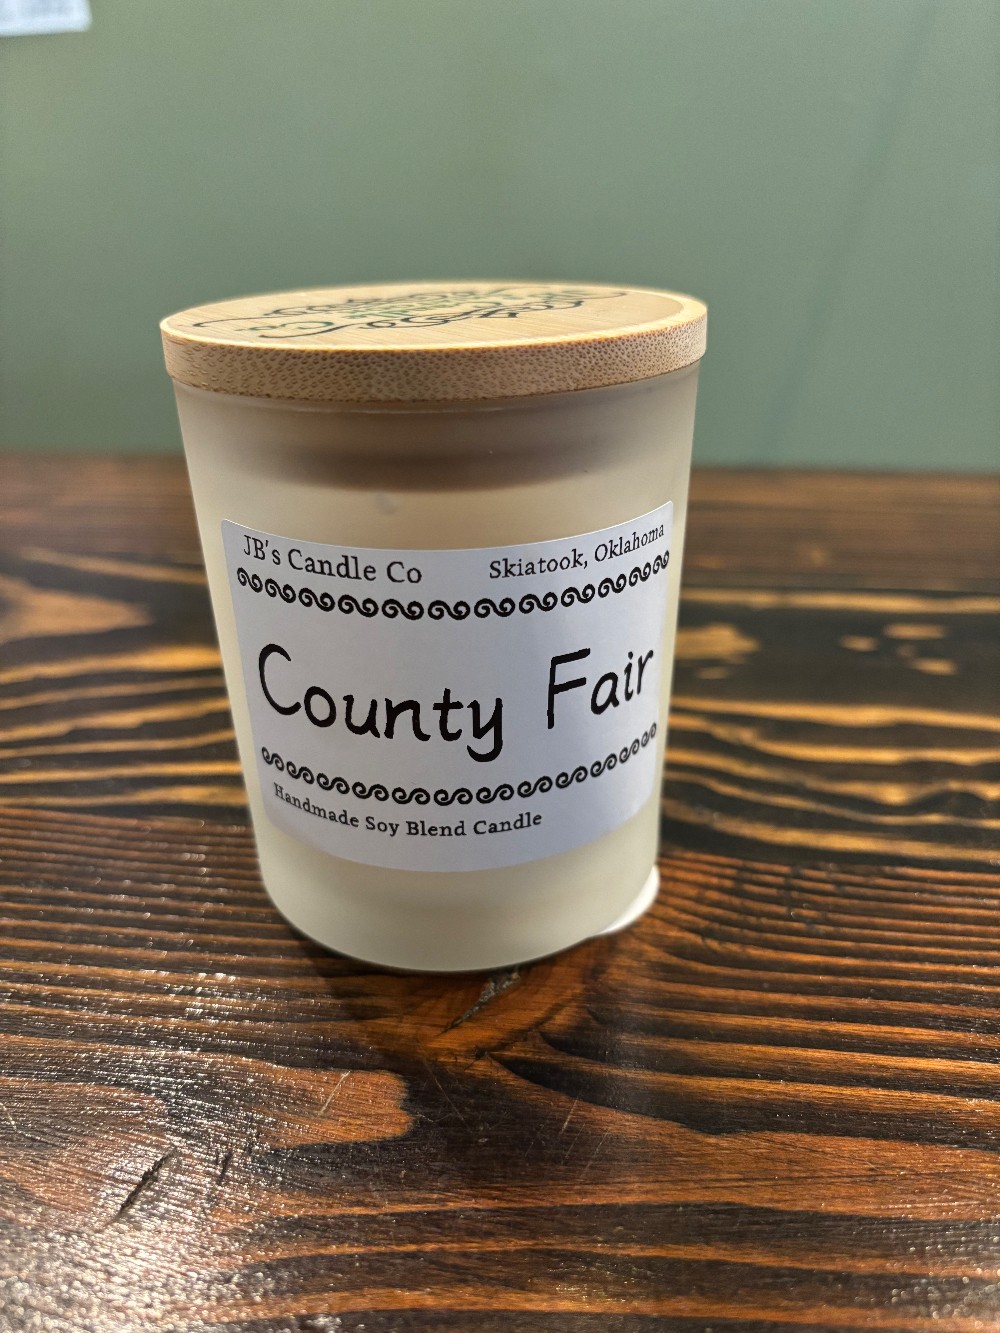 JB's Candle Co Skiatook, Oklahoma
County Fair
Handmade Soy Blend Candle